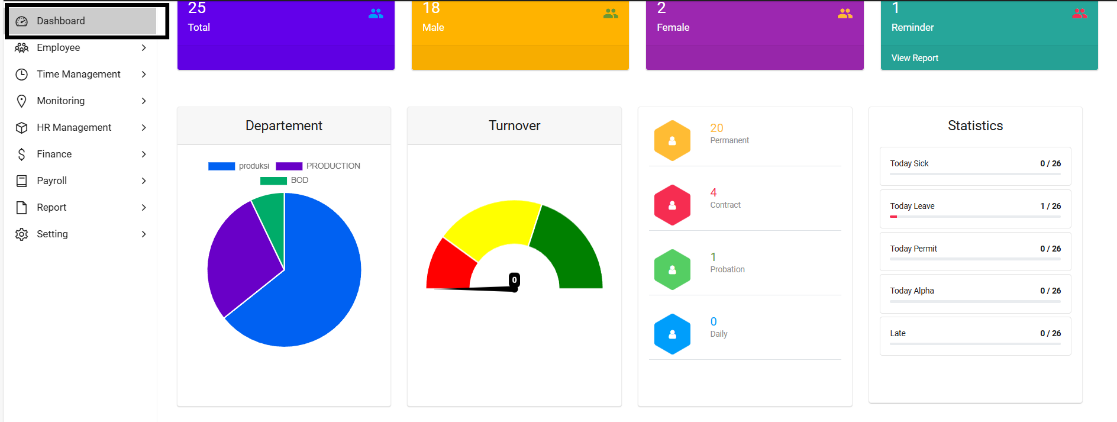 Dashboard
Employee
Time Management
Monitoring
HR Management
Finance
Payroll
Report
Setting
25
Total
18
Male
2
Female
1
Reminder
View Report
Departement
produksi PRODUCTION
BOD
Turnover
0
20
Permanent
4
Contract
1
Probation
0
Daily
Statistics
Today Sick 0 / 26
Today Leave 1 / 26
Today Permit 0 / 26
Today Alpha 0 / 26
Late 0 / 26